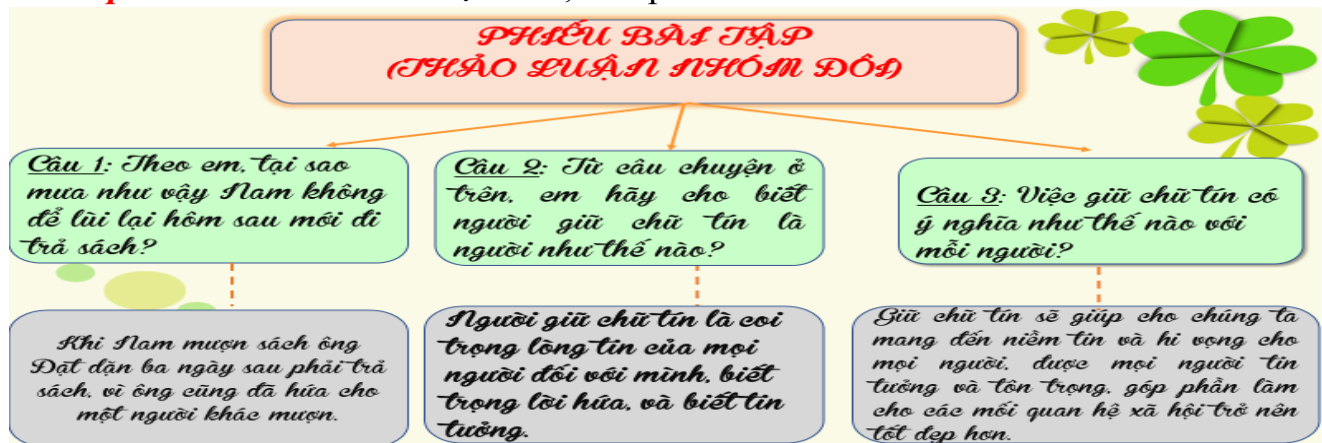 PHIẾU BÀI TẬP
(THẢO LUẬN NHÓM ĐÔI)
Câu 1: Theo em, tại sao
mưa như vậy Nam không
để lùi lại hôm sau mới đi
trả sách?
Câu 2: Từ câu chuyện ở
trên, em hãy cho biết
người giữ chữ tín là
người như thế nào?
Câu 3: Việc giữ chữ tín có
ý nghĩa như thế nào với
mỗi người?
Khi Nam mượn sách ông
Đạt dặn ba ngày sau phải trả
sách, vì ông cũng đã hứa cho
một người khác mượn.
Người giữ chữ tín là coi
trọng lòng tin của mọi
người đối với mình, biết
trọng lời hứa, và biết tin
tưởng.
Giữ chữ tín sẽ giúp cho chúng ta
mang đến niềm tin và hi vọng cho
mọi người, được mọi người tin
tưởng và tôn trọng, góp phần làm
cho các mối quan hệ xã hội trở nên
tốt đẹp hơn.